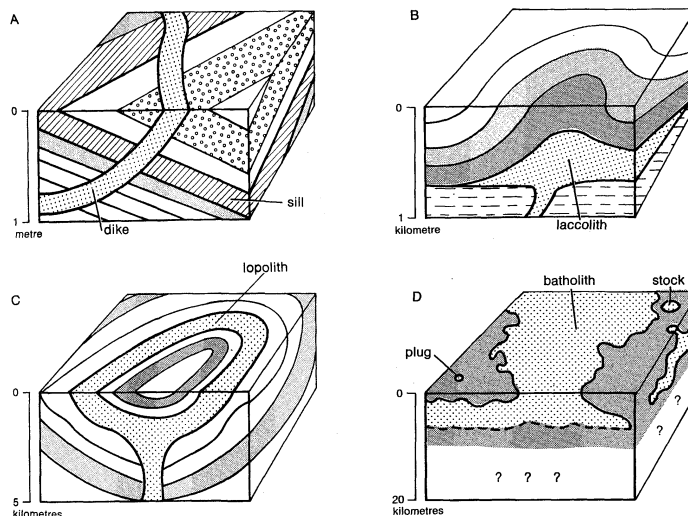 A
0
1
metre
dike
sill
B
0
1
kilometre
laccolith
C
lopolith
0
5
kilometres
D
batholith
stock
plug
0
20
kilometres
? ? ?
?
?